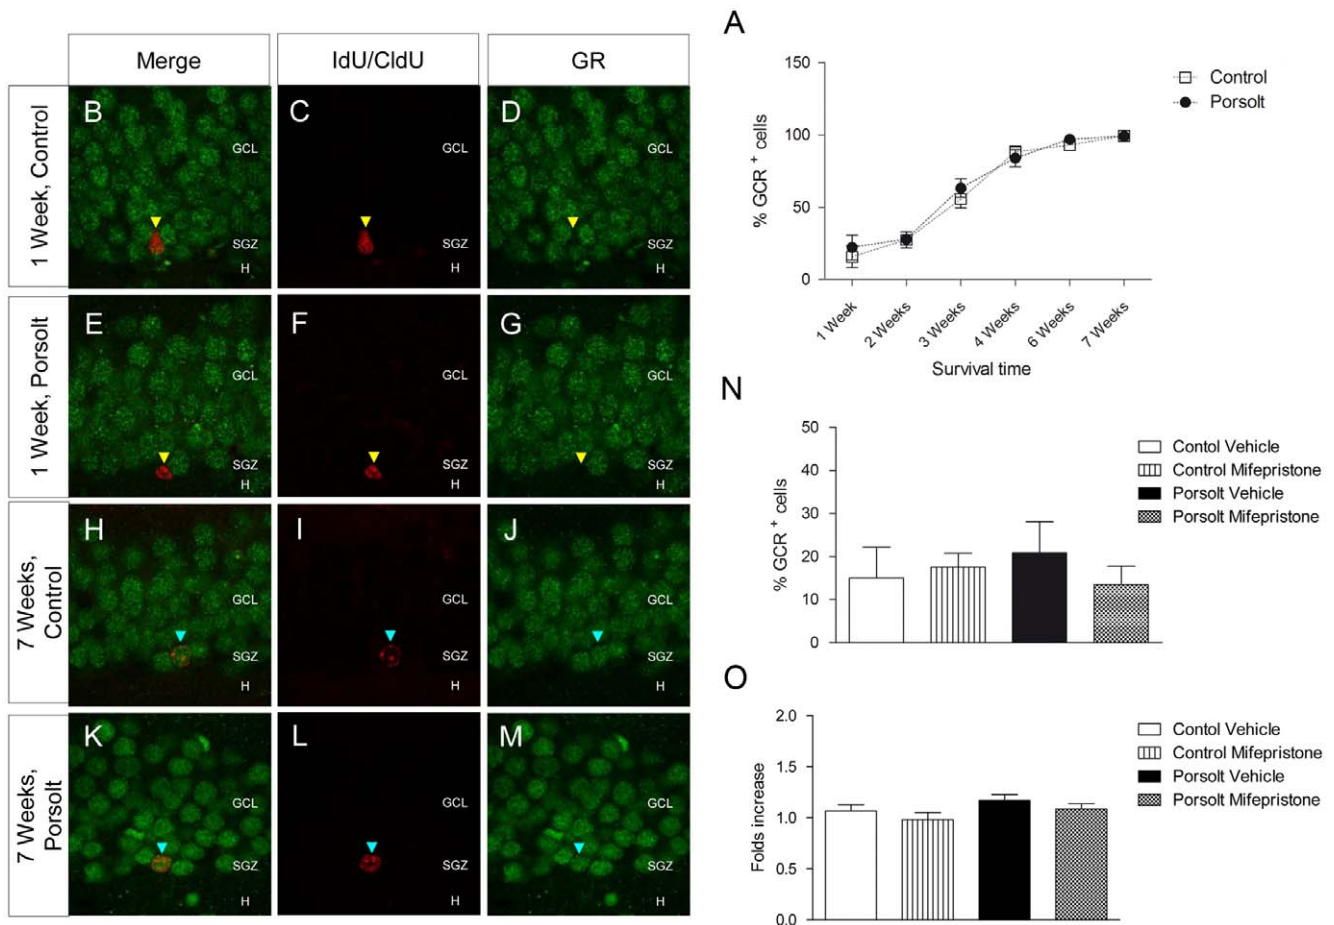 Merge
IdU/CldU
GR
1 Week, Control
B
GCL
SGZ
H
C
GCL
SGZ
H
D
GCL
SGZ
H
1 Week, Porsolt
E
GCL
SGZ
H
F
GCL
SGZ
H
G
GCL
SGZ
H
7 Weeks,
Control
H
GCL
SGZ
H
I
GCL
SGZ
H
J
GCL
SGZ
H
7 Weeks,
Porsolt
K
GCL
SGZ
H
L
GCL
SGZ
H
M
GCL
SGZ
H
A
% GCR + cells
150
100
50
0
1 Week
2 Weeks
3 Weeks
4 Weeks
6 Weeks
7 Weeks
Survival time
Control
Porsolt
N
% GCR + cells
50
40
30
20
10
0
Contol Vehicle
Control Mifepristone
Porsolt Vehicle
Porsolt Mifepristone
O
Folds increase
2.0
1.5
1.0
0.5
0.0
Contol Vehicle
Control Mifepristone
Porsolt Vehicle
Porsolt Mifepristone